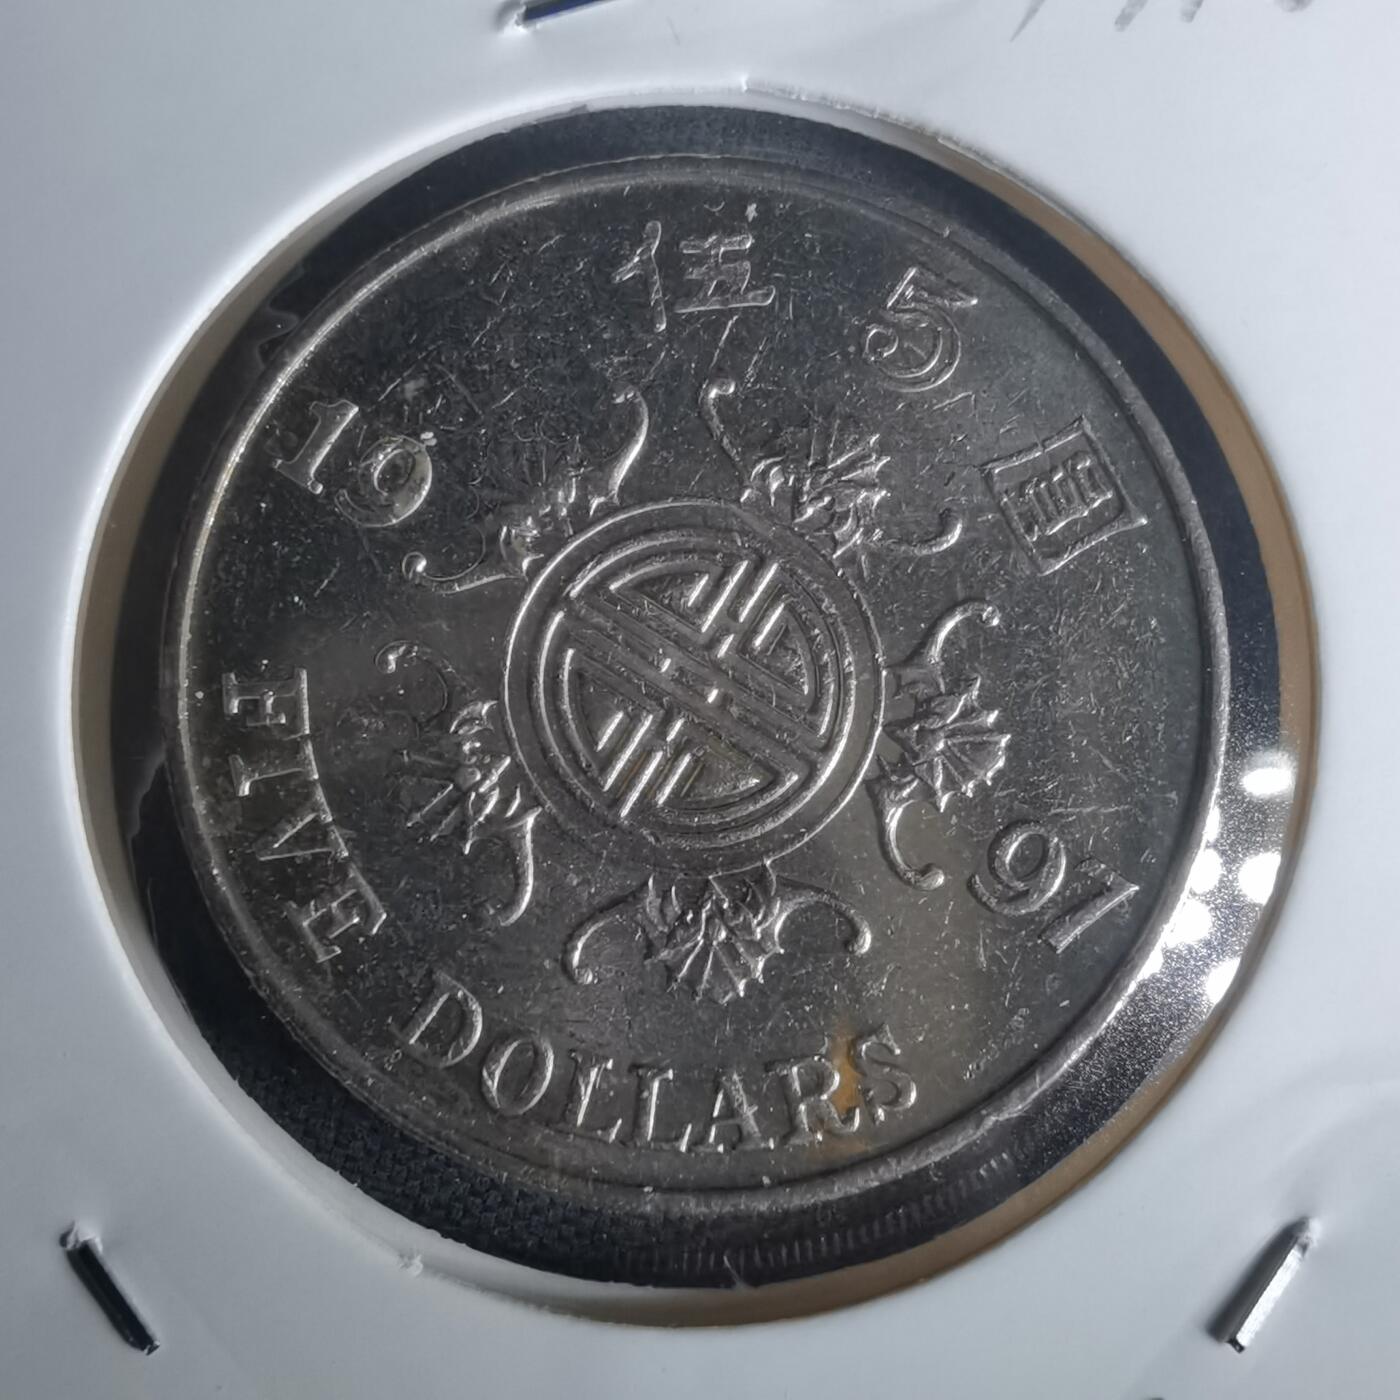 伍 5 圓
19 97
FIVE DOLLARS